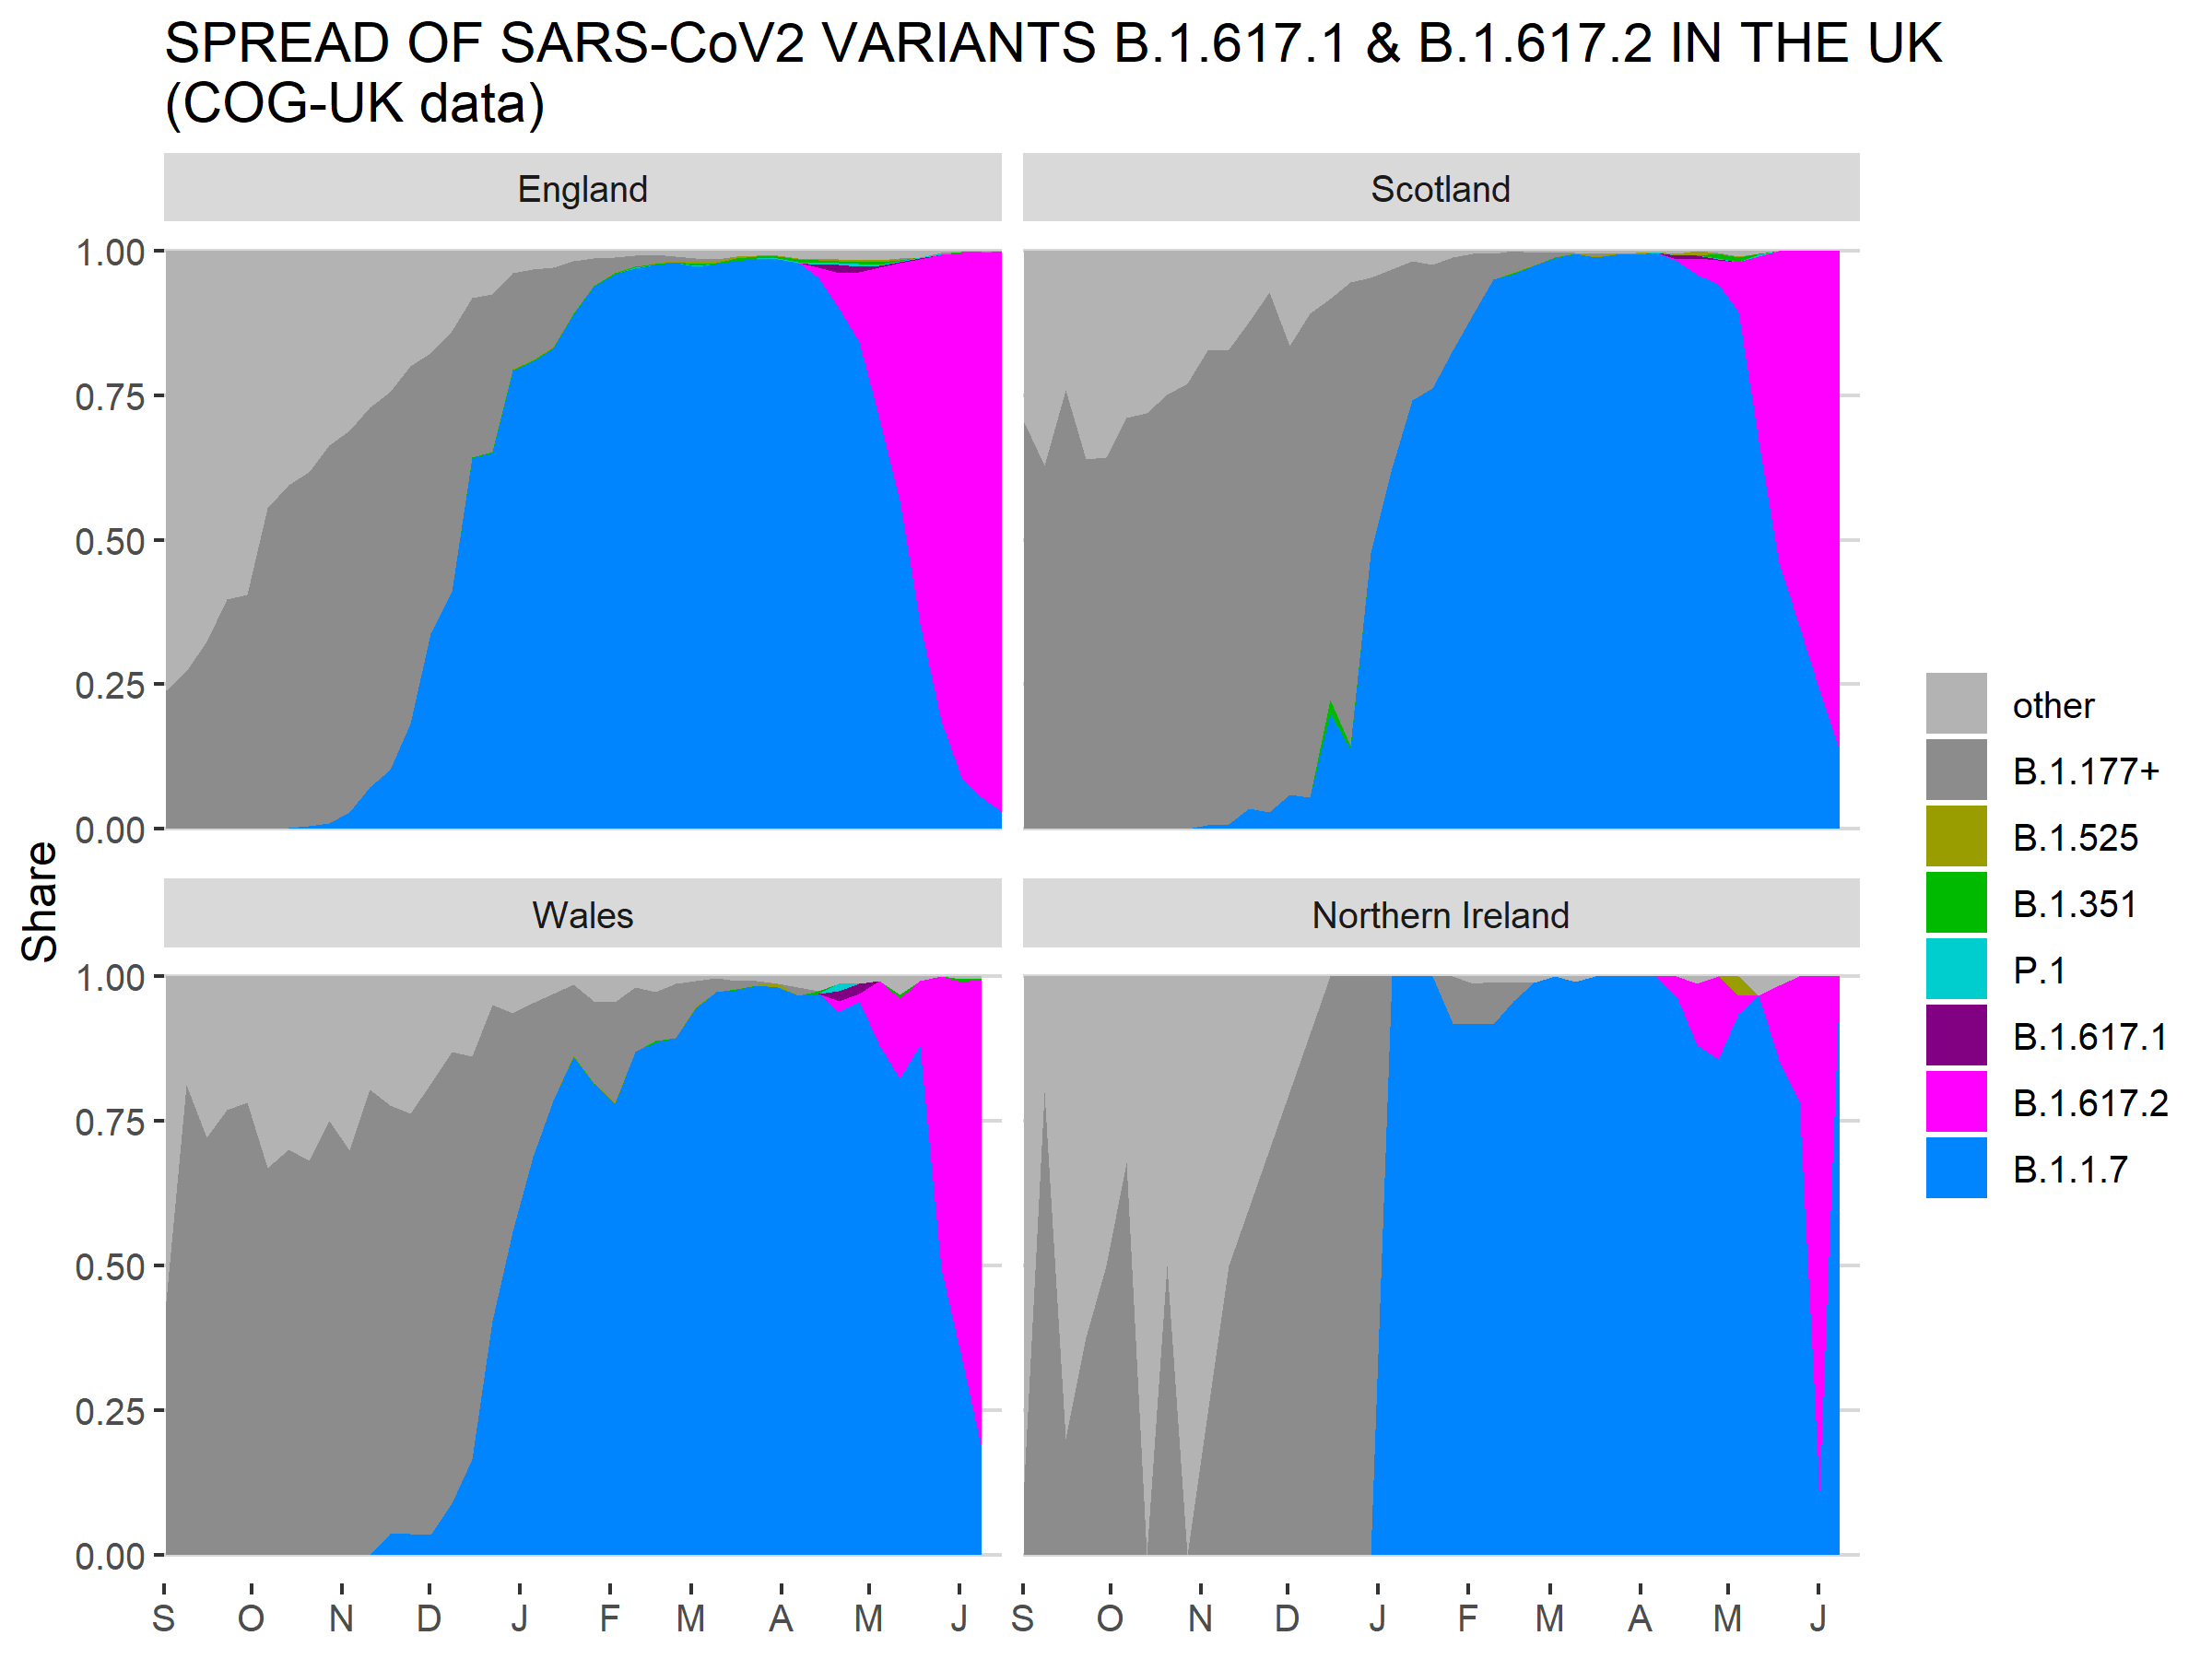 SPREAD OF SARS-CoV2 VARIANTS B.1.617.1 & B.1.617.2 IN THE UK
(COG-UK data)
England
Scotland
1.00
0.75
0.50
0.25
0.00
Share
Wales
Northern Ireland
1.00
0.75
0.50
0.25
0.00
S O N D J F M A M J
S O N D J F M A M J
other
B.1.177+
B.1.525
B.1.351
P.1
B.1.617.1
B.1.617.2
B.1.1.7